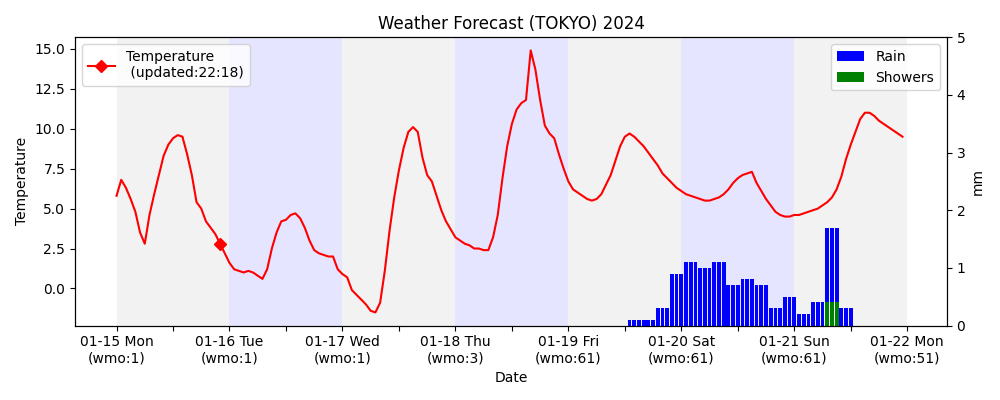 Weather Forecast (TOKYO) 2024
Temperature
(updated:22:18)
Rain
Showers
15.0
12.5
10.0
7.5
5.0
2.5
0.0
Temperature
5
4
3
2
1
0
mm
01-15 Mon 01-16 Tue 01-17 Wed 01-18 Thu 01-19 Fri 01-20 Sat 01-21 Sun 01-22 Mon
(wmo:1) (wmo:1) (wmo:1) (wmo:3) (wmo:61) (wmo:61) (wmo:61) (wmo:51)
Date